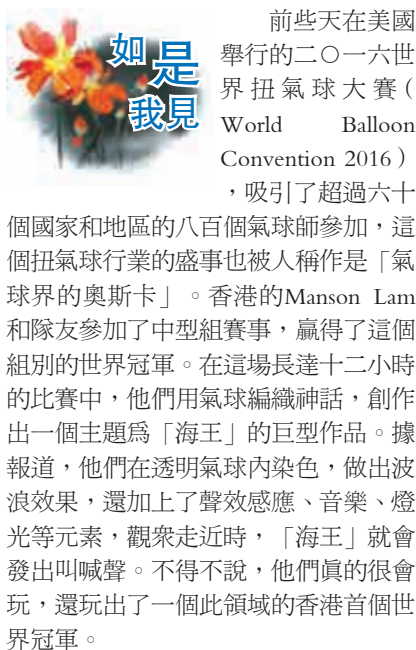 如是
我見
前些天在美國
舉行的二○一六世
界扭氣球大賽（
World Balloon
Convention 2016）
，吸引了超過六十
個國家和地區的八百個氣球師參加，這
個扭氣球行業的盛事也被人稱作是「氣
球界的奧斯卡」。香港的Manson Lam
和隊友參加了中型組賽事，贏得了這個
組別的世界冠軍。在這場長達十二小時
的比賽中，他們用氣球編織神話，創作
出一個主題為「海王」的巨型作品。據
報道，他們在透明氣球內染色，做出波
浪效果，還加上了聲效感應、音樂、燈
光等元素，觀眾走近時，「海王」就會
發出叫喊聲。不得不說，他們真的很會
玩，還玩出了一個此領域的香港首個世
界冠軍。